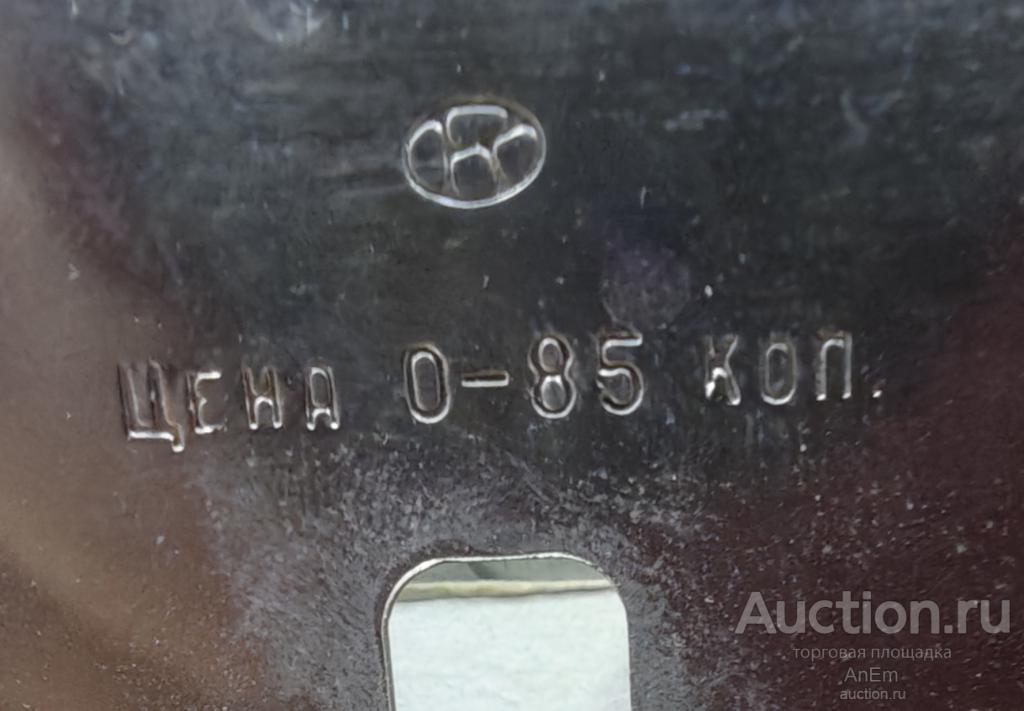 ЦЕНА 0-85 КОП.
Auction.ru
торговая площадка
AnEm
auction.ru